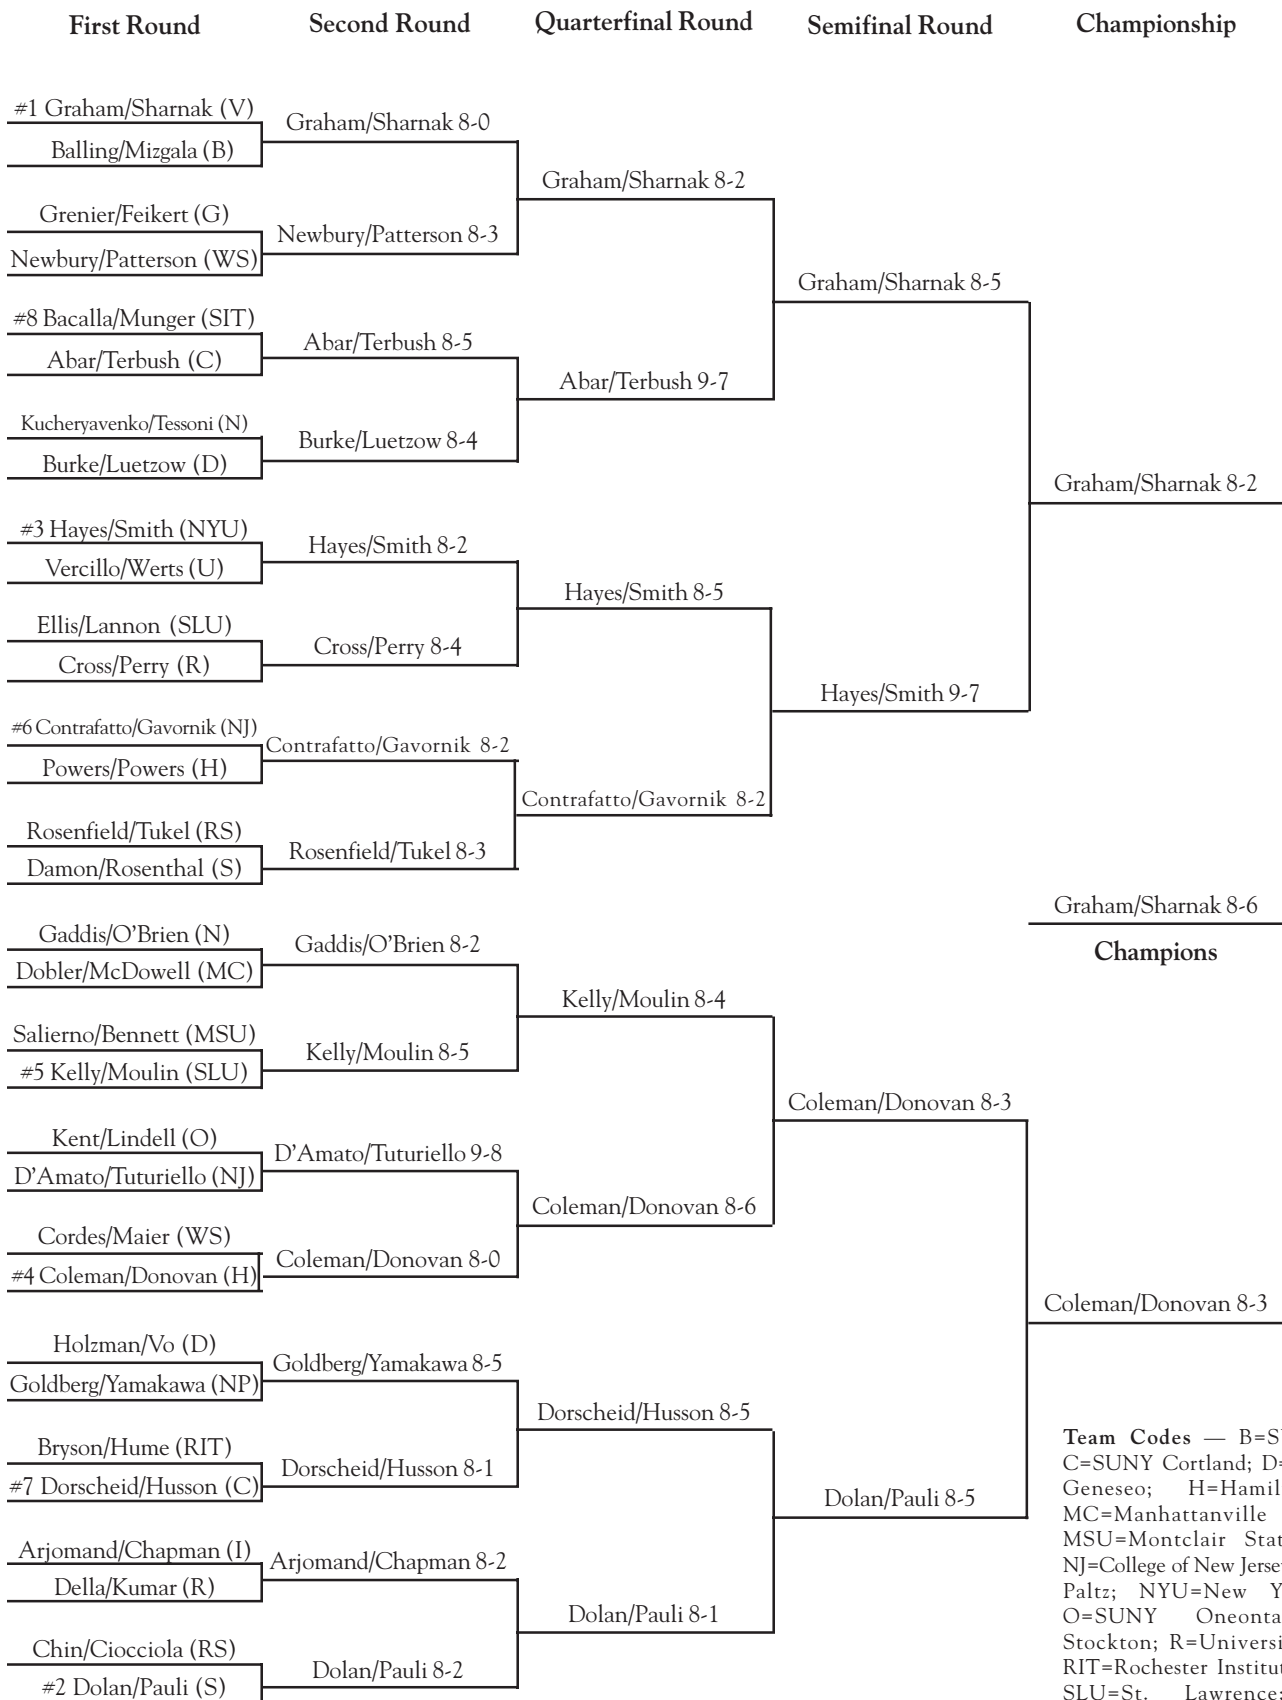 First Round
Second Round
Quarterfinal Round
Semifinal Round
Championship
#1 Graham/Sharnak (V)
Balling/Mizgala (B)
Grenier/Feikert (G)
Newbury/Patterson (WS)
#8 Bacalla/Munger (SIT)
Abar/Terbush (C)
Kucheryavenko/Tessoni (N)
Burke/Luetzow (D)
#3 Hayes/Smith (NYU)
Vercillo/Werts (U)
Ellis/Lannon (SLU)
Cross/Perry (R)
#6 Contrafatto/Gavornik (NJ)
Powers/Powers (H)
Rosenfield/Tukel (RS)
Damon/Rosenthal (S)
Gaddis/O’Brien (N)
Dobler/McDowell (MC)
Salierno/Bennett (MSU)
#5 Kelly/Moulin (SLU)
Kent/Lindell (O)
D’Amato/Tuturiello (NJ)
Cordes/Maier (WS)
#4 Coleman/Donovan (H)
Holzman/Vo (D)
Goldberg/Yamakawa (NP)
Bryson/Hume (RIT)
#7 Dorscheid/Husson (C)
Arjomand/Chapman (I)
Della/Kumar (R)
Chin/Ciocciola (RS)
#2 Dolan/Pauli (S)
Graham/Sharnak 8-0
Newbury/Patterson 8-3
Abar/Terbush 8-5
Burke/Luetzow 8-4
Hayes/Smith 8-2
Cross/Perry 8-4
Contrafatto/Gavornik 8-2
Rosenfield/Tukel 8-3
Gaddis/O’Brien 8-2
Kelly/Moulin 8-5
D’Amato/Tuturiello 9-8
Coleman/Donovan 8-0
Goldberg/Yamakawa 8-5
Dorscheid/Husson 8-1
Arjomand/Chapman 8-2
Dolan/Pauli 8-2
Graham/Sharnak 8-2
Abar/Terbush 9-7
Hayes/Smith 8-5
Contrafatto/Gavornik 8-2
Kelly/Moulin 8-4
Coleman/Donovan 8-6
Dorscheid/Husson 8-5
Dolan/Pauli 8-1
Graham/Sharnak 8-5
Hayes/Smith 9-7
Coleman/Donovan 8-3
Dolan/Pauli 8-5
Graham/Sharnak 8-2
Graham/Sharnak 8-6
Champions
Coleman/Donovan 8-3
Team Codes — B=S
C=SUNY Cortland; D=
Geneseo; H=Hamil
MC=Manhattanville
MSU=Montclair Stat
NJ=College of New Jerse
Paltz; NYU=New Y
O=SUNY Oneonta
Stockton; R=Universi
RIT=Rochester Institut
SLU=St. Lawrence;